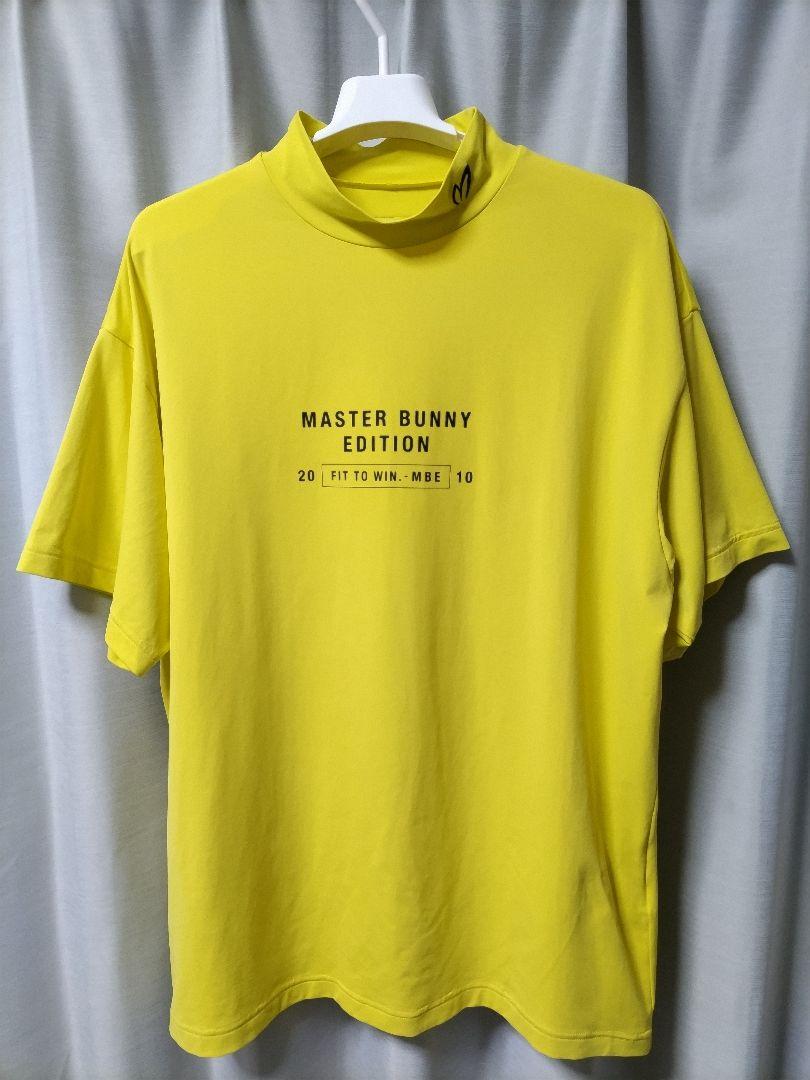 MASTER BUNNY
EDITION
20 FIT TO WIN.-MBE 10